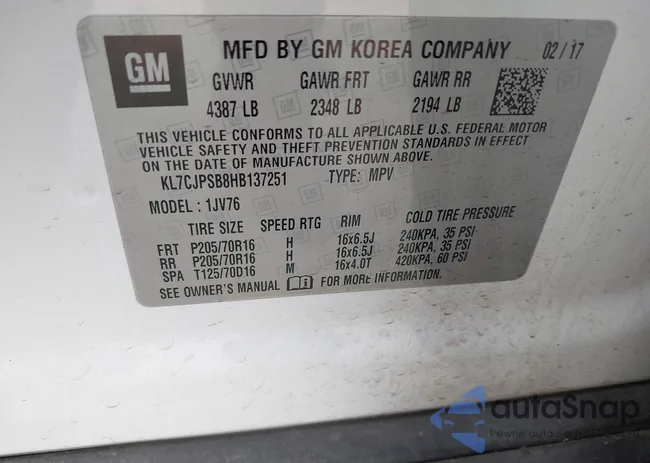 GM MFD BY GM KOREA COMPANY 02/17
GVWR GAWR FRT GAWR RR
4387 LB 2348 LB 2194 LB
THIS VEHICLE CONFORMS TO ALL APPLICABLE U.S. FEDERAL MOTOR
VEHICLE SAFETY AND THEFT PREVENTION STANDARDS IN EFFECT
ON THE DATE OF MANUFACTURE SHOWN ABOVE.
KL7CJPSB8HB137251 TYPE: MPV
MODEL: 1JV76
TIRE SIZE SPEED RTG RIM COLD TIRE PRESSURE
FRT P205/70R16 H 16x6.5J 240KPA, 35 PSI
RR P205/70R16 H 16x6.5J 240KPA, 35 PSI
SPA T125/70D16 M 16x4.0T 420KPA, 60 PSI
SEE OWNER'S MANUAL FOR MORE INFORMATION.
autoSnap
Pewne auto z